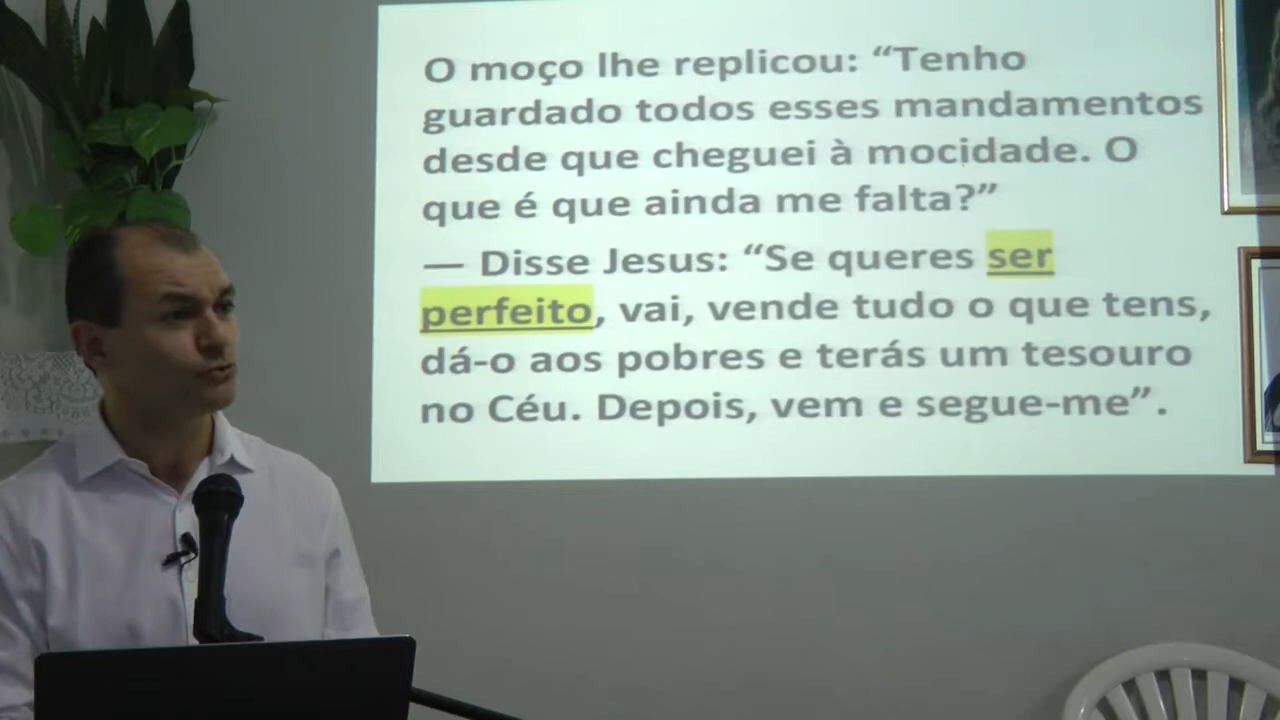 O moço lhe replicou: “Tenho
guardado todos esses mandamentos
desde que cheguei à mocidade. O
que é que ainda me falta?”
— Disse Jesus: “Se queres ser
perfeito, vai, vende tudo o que tens,
dá-o aos pobres e terás um tesouro
no Céu. Depois, vem e segue-me”.